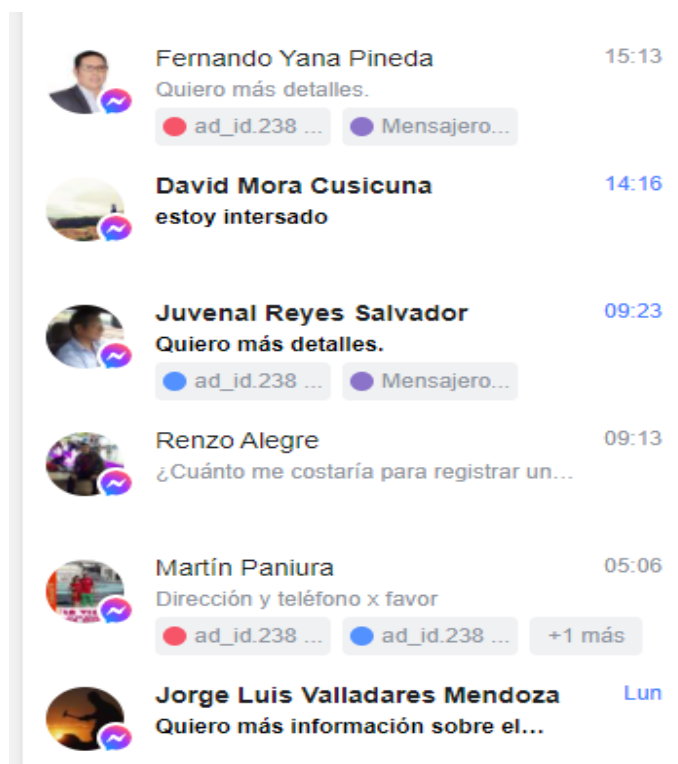 Fernando Yana Pineda 15:13
Quiero más detalles.
ad_id.238 ... Mensajero...
David Mora Cusicuna 14:16
estoy intersado
Juvenal Reyes Salvador 09:23
Quiero más detalles.
ad_id.238 ... Mensajero...
Renzo Alegre 09:13
¿Cuánto me costaría para registrar un...
Martín Paniura 05:06
Dirección y teléfono x favor
ad_id.238 ... ad_id.238 ... +1 más
Jorge Luis Valladares Mendoza Lun
Quiero más información sobre el...